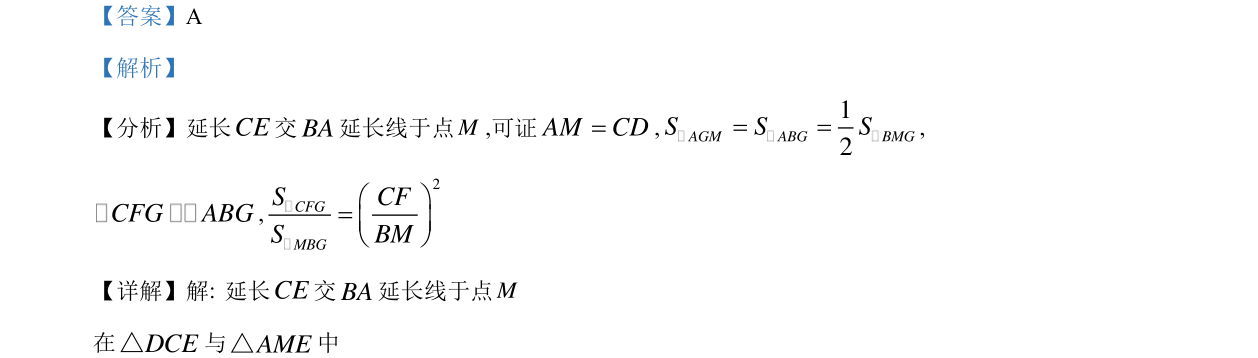 【答案】A
【解析】
【分析】延长CE交BA延长线于点M,可证AM=CD,S□AGM=S□ABG=1/2S□BMG,
□CFG□□ABG,S□CFG/S□MBG=(CF/BM)²
【详解】解: 延长CE交BA延长线于点M
在△DCE与△AME中